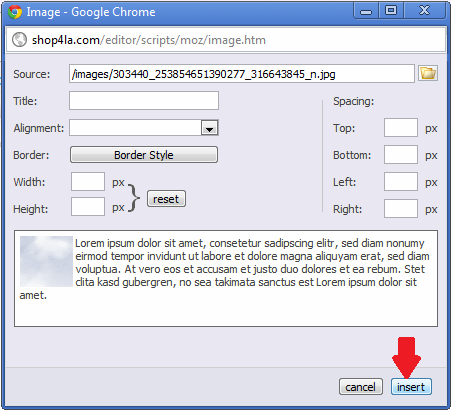 Image - Google Chrome
shop4la.com/editor/scripts/moz/image.htm
Source: /images/303440_253854651390277_316643845_n.jpg
Title: Spacing:
Alignment: Top: px
Border: Border Style Bottom: px
Width: px Left: px
reset
Height: px Right: px
Lorem ipsum dolor sit amet, consetetur sadipscing elitr, sed diam nonumy
eirmod tempor invidunt ut labore et dolore magna aliquyam erat, sed diam
voluptua. At vero eos et accusam et justo duo dolores et ea rebum. Stet
clita kasd gubergren, no sea takimata sanctus est Lorem ipsum dolor sit
amet.
cancel insert